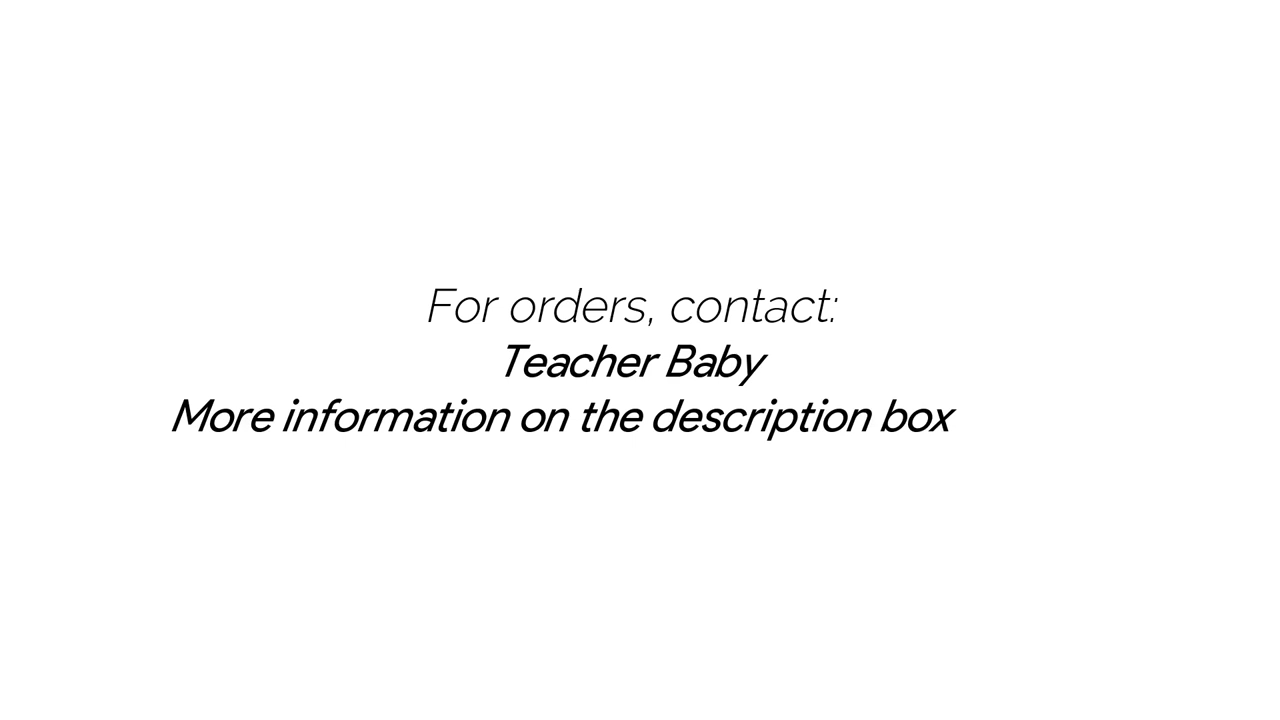 For orders, contact:
Teacher Baby
More information on the description box